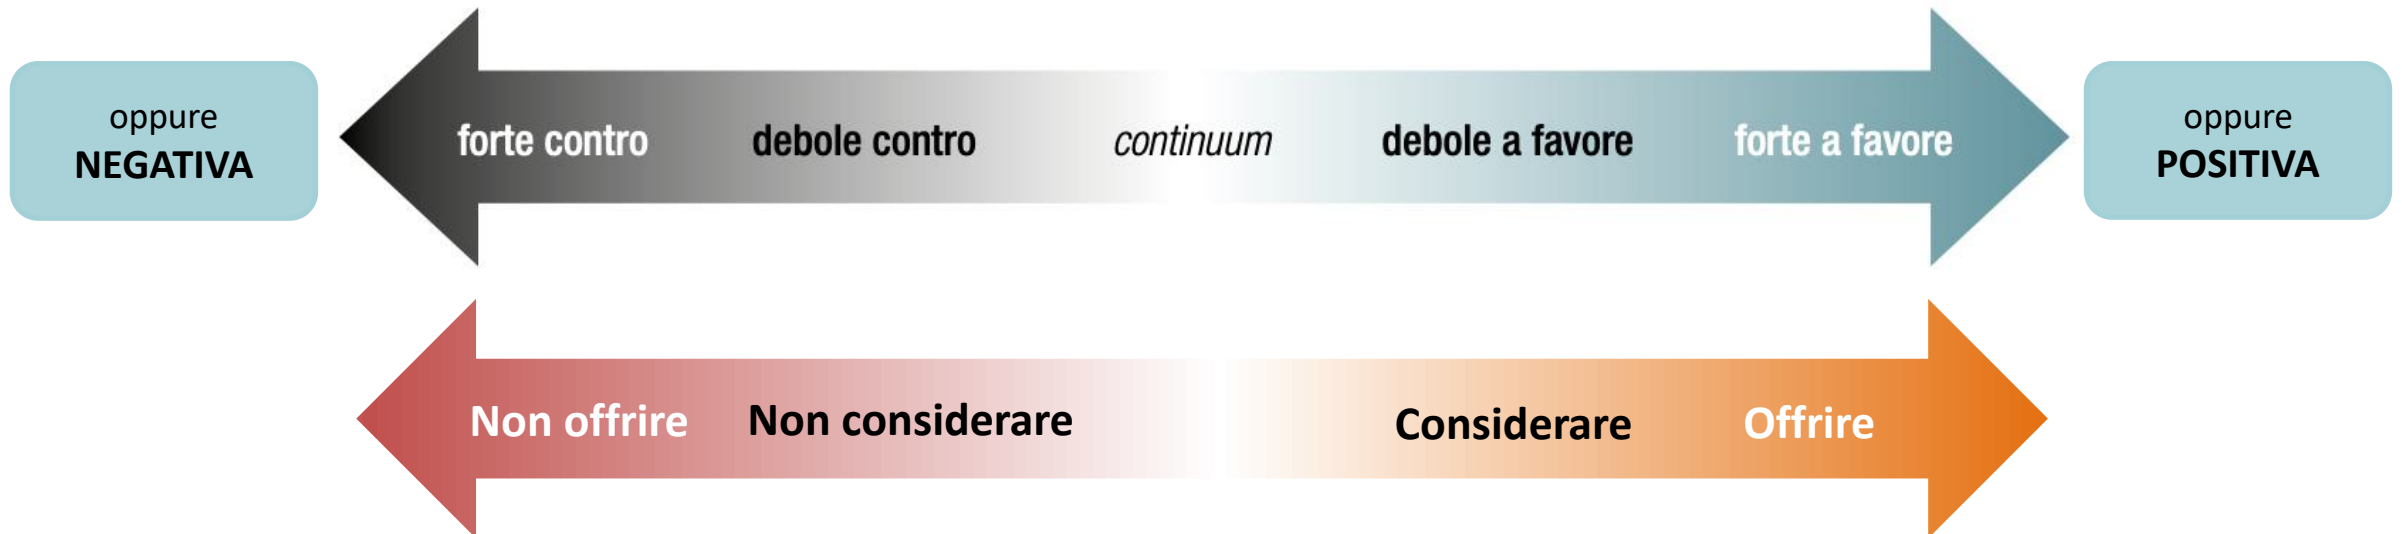 oppure
NEGATIVA
forte contro debole contro continuum debole a favore forte a favore
oppure
POSITIVA
Non offrire Non considerare Considerare Offrire